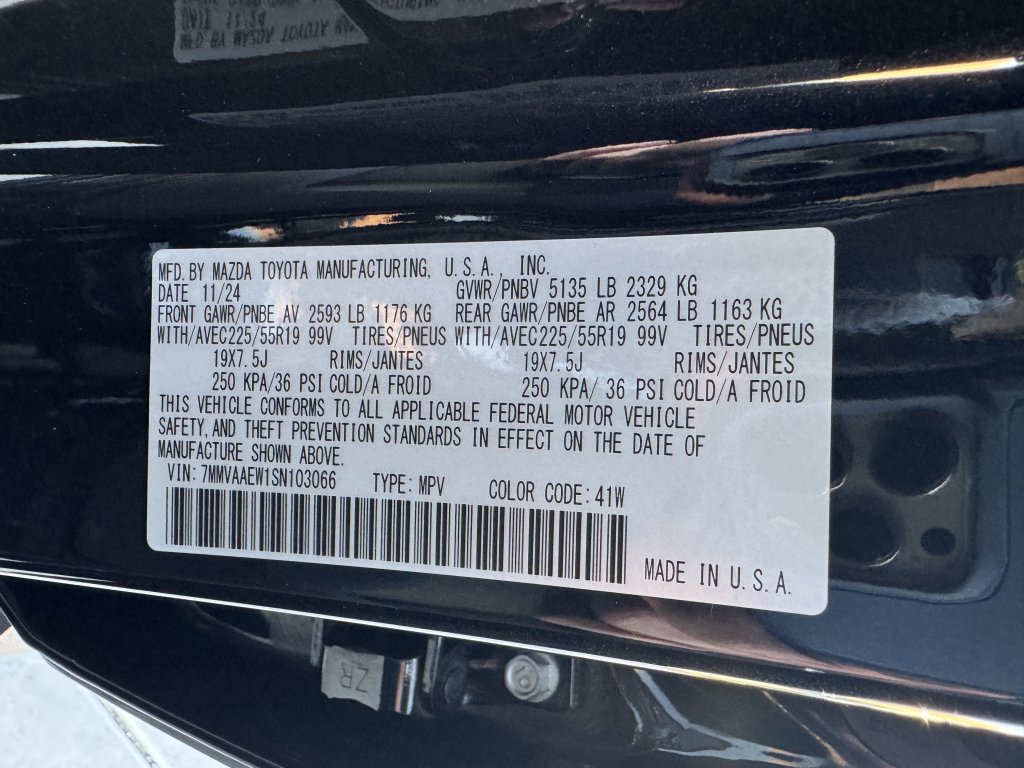 MFD. BY MAZDA TOYOTA MANUFACTURING, U.S.A., INC.
DATE 11/24 GVWR/PNBV 5135 LB 2329 KG
FRONT GAWR/PNBE AV 2593 LB 1176 KG REAR GAWR/PNBE AR 2564 LB 1163 KG
WITH/AVEC225/55R19 99V TIRES/PNEUS WITH/AVEC225/55R19 99V TIRES/PNEUS
19X7.5J RIMS/JANTES 19X7.5J RIMS/JANTES
250 KPA/36 PSI COLD/A FROID 250 KPA/ 36 PSI COLD/A FROID
THIS VEHICLE CONFORMS TO ALL APPLICABLE FEDERAL MOTOR VEHICLE
SAFETY, AND THEFT PREVENTION STANDARDS IN EFFECT ON THE DATE OF
MANUFACTURE SHOWN ABOVE.
VIN: 7MMVAAEW1SN103066 TYPE: MPV COLOR CODE: 41W
MADE IN U.S.A.
ZB